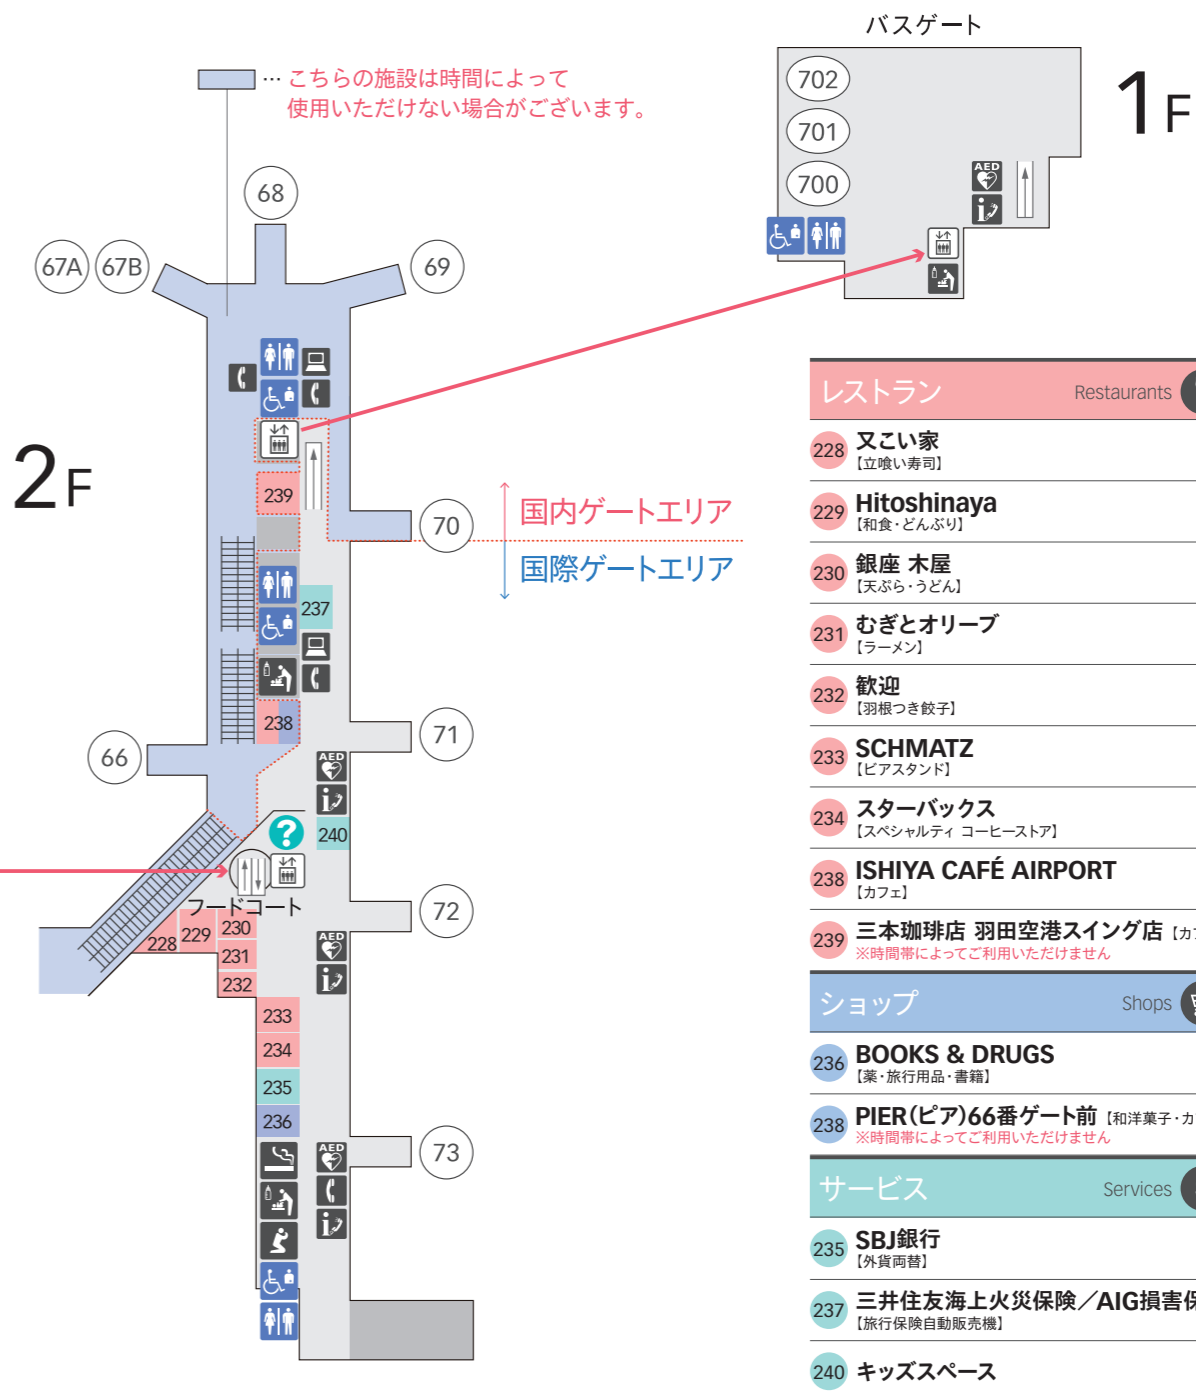 バスゲート
1F
702
701
700
AED
… こちらの施設は時間によって
使用いただけない場合がございます。
68
67A
67B
69
2F
239
70
国内ゲートエリア
国際ゲートエリア
237
238
71
66
AED
?
240
フードコート
72
228
229
230
231
232
AED
233
234
235
236
AED
73
レストラン Restaurants
228 又こい家
【立喰い寿司】
229 Hitoshinaya
【和食・どんぶり】
230 銀座 木屋
【天ぷら・うどん】
231 むぎとオリーブ
【ラーメン】
232 歓迎
【羽根つき餃子】
233 SCHMATZ
【ビアスタンド】
234 スターバックス
【スペシャルティ コーヒーストア】
238 ISHIYA CAFÉ AIRPORT
【カフェ】
239 三本珈琲店 羽田空港スイング店 【カフ
※時間帯によってご利用いただけません
ショップ Shops
236 BOOKS & DRUGS
【薬・旅行用品・書籍】
238 PIER(ピア)66番ゲート前 【和洋菓子・カ
※時間帯によってご利用いただけません
サービス Services
235 SBJ銀行
【外貨両替】
237 三井住友海上火災保険/AIG損害保
【旅行保険自動販売機】
240 キッズスペース